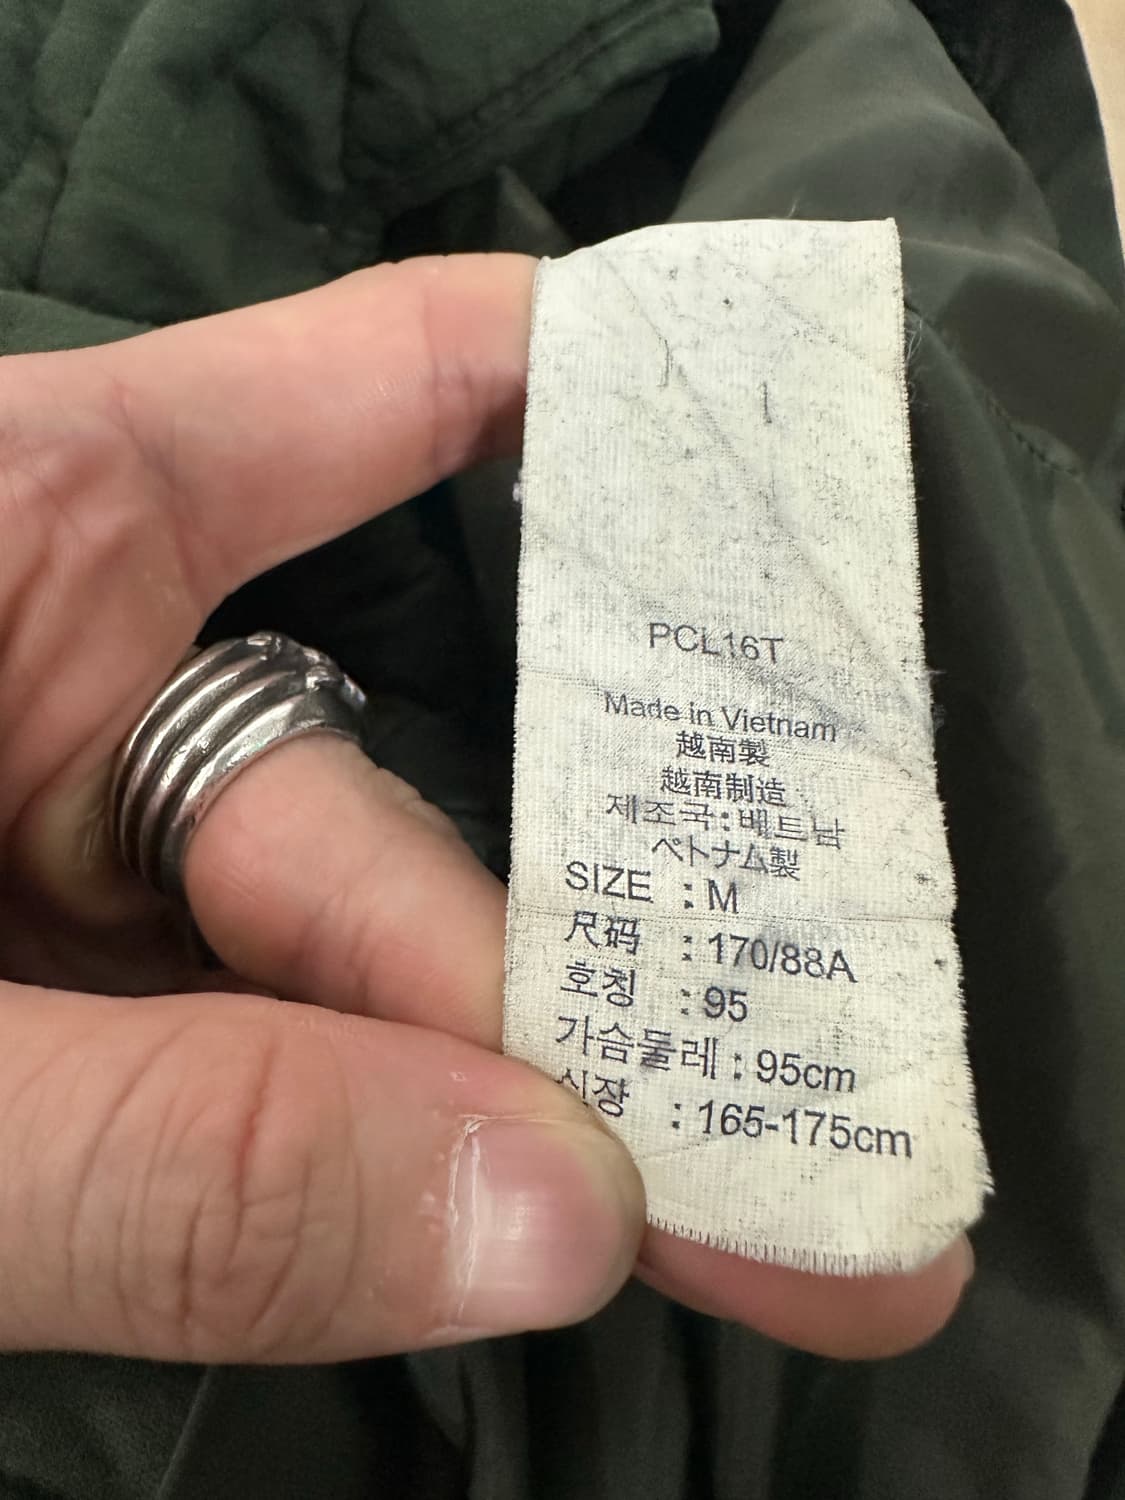 PCL16T
Made in Vietnam
越南製
越南制造
제조국:베트남
ベトナム製
SIZE : M
尺码 : 170/88A
호칭 : 95
가슴둘레 : 95cm
신장 : 165-175cm